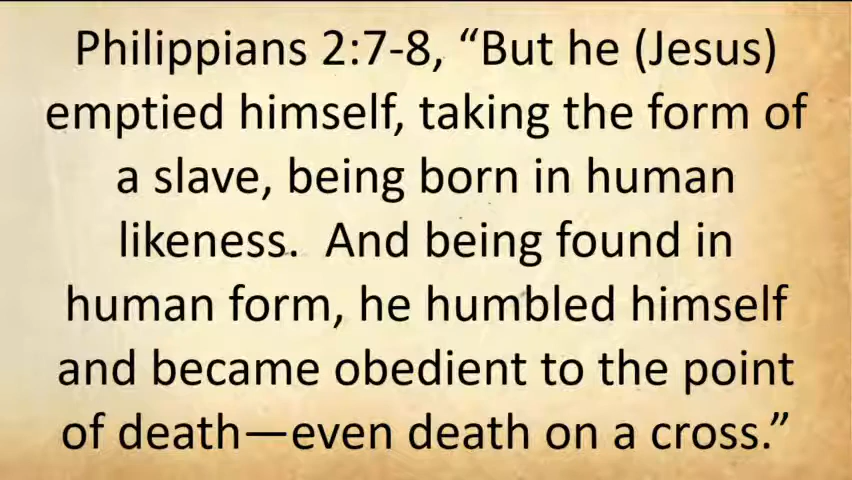 Philippians 2:7-8, “But he (Jesus)
emptied himself, taking the form of
a slave, being born in human
likeness.  And being found in
human form, he humbled himself
and became obedient to the point
of death—even death on a cross.”